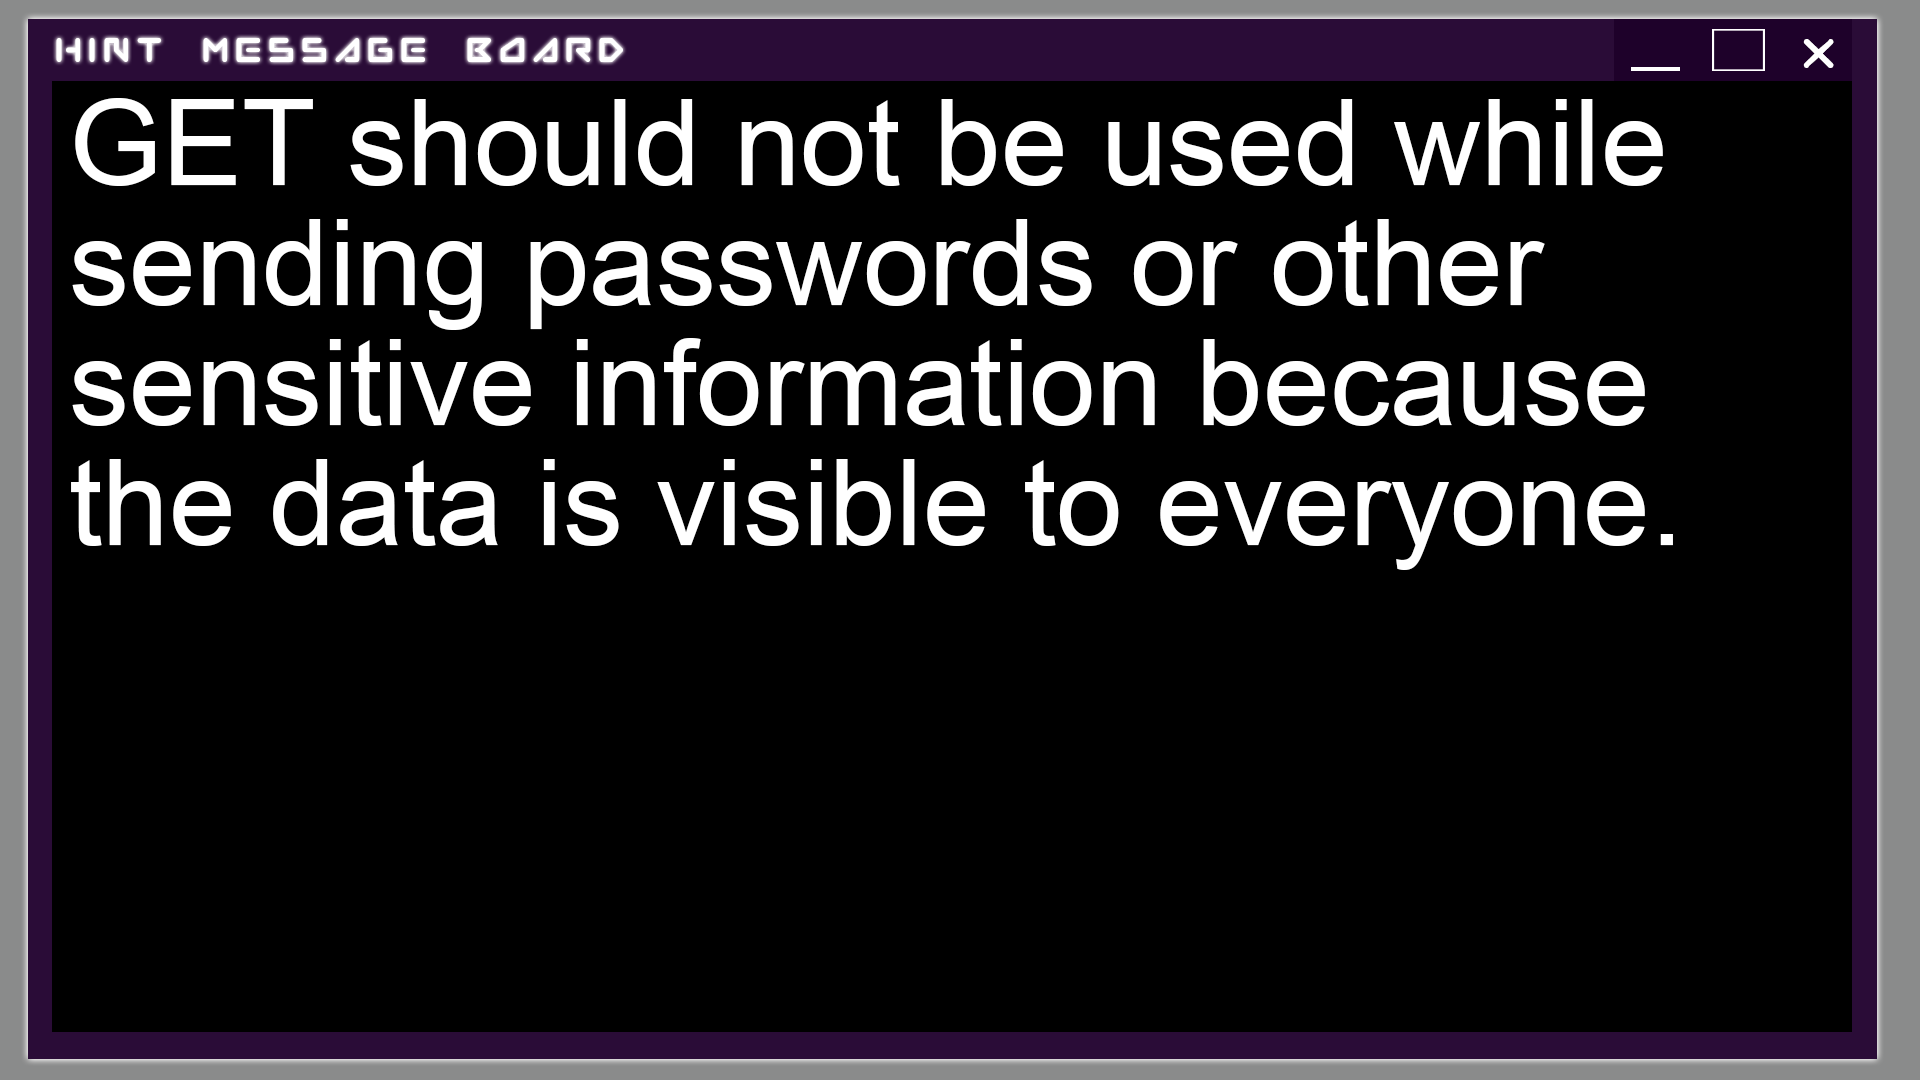 HINT MESSAGE BOARD
GET should not be used while
sending passwords or other
sensitive information because
the data is visible to everyone.